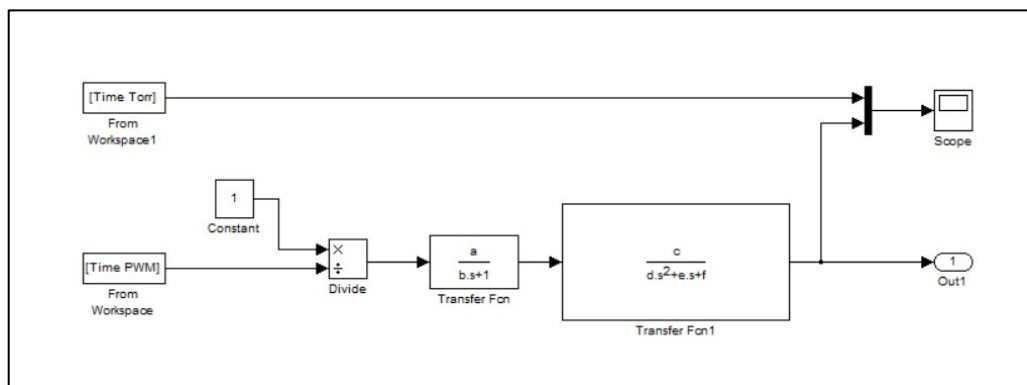 [Time Torr]
From
Workspace1
Scope
1
Constant
[Time PWM]
From
Workspace
×
÷
Divide
a
b.s+1
Transfer Fcn
c
d.s²+e.s+f
Transfer Fcn1
1
Out1